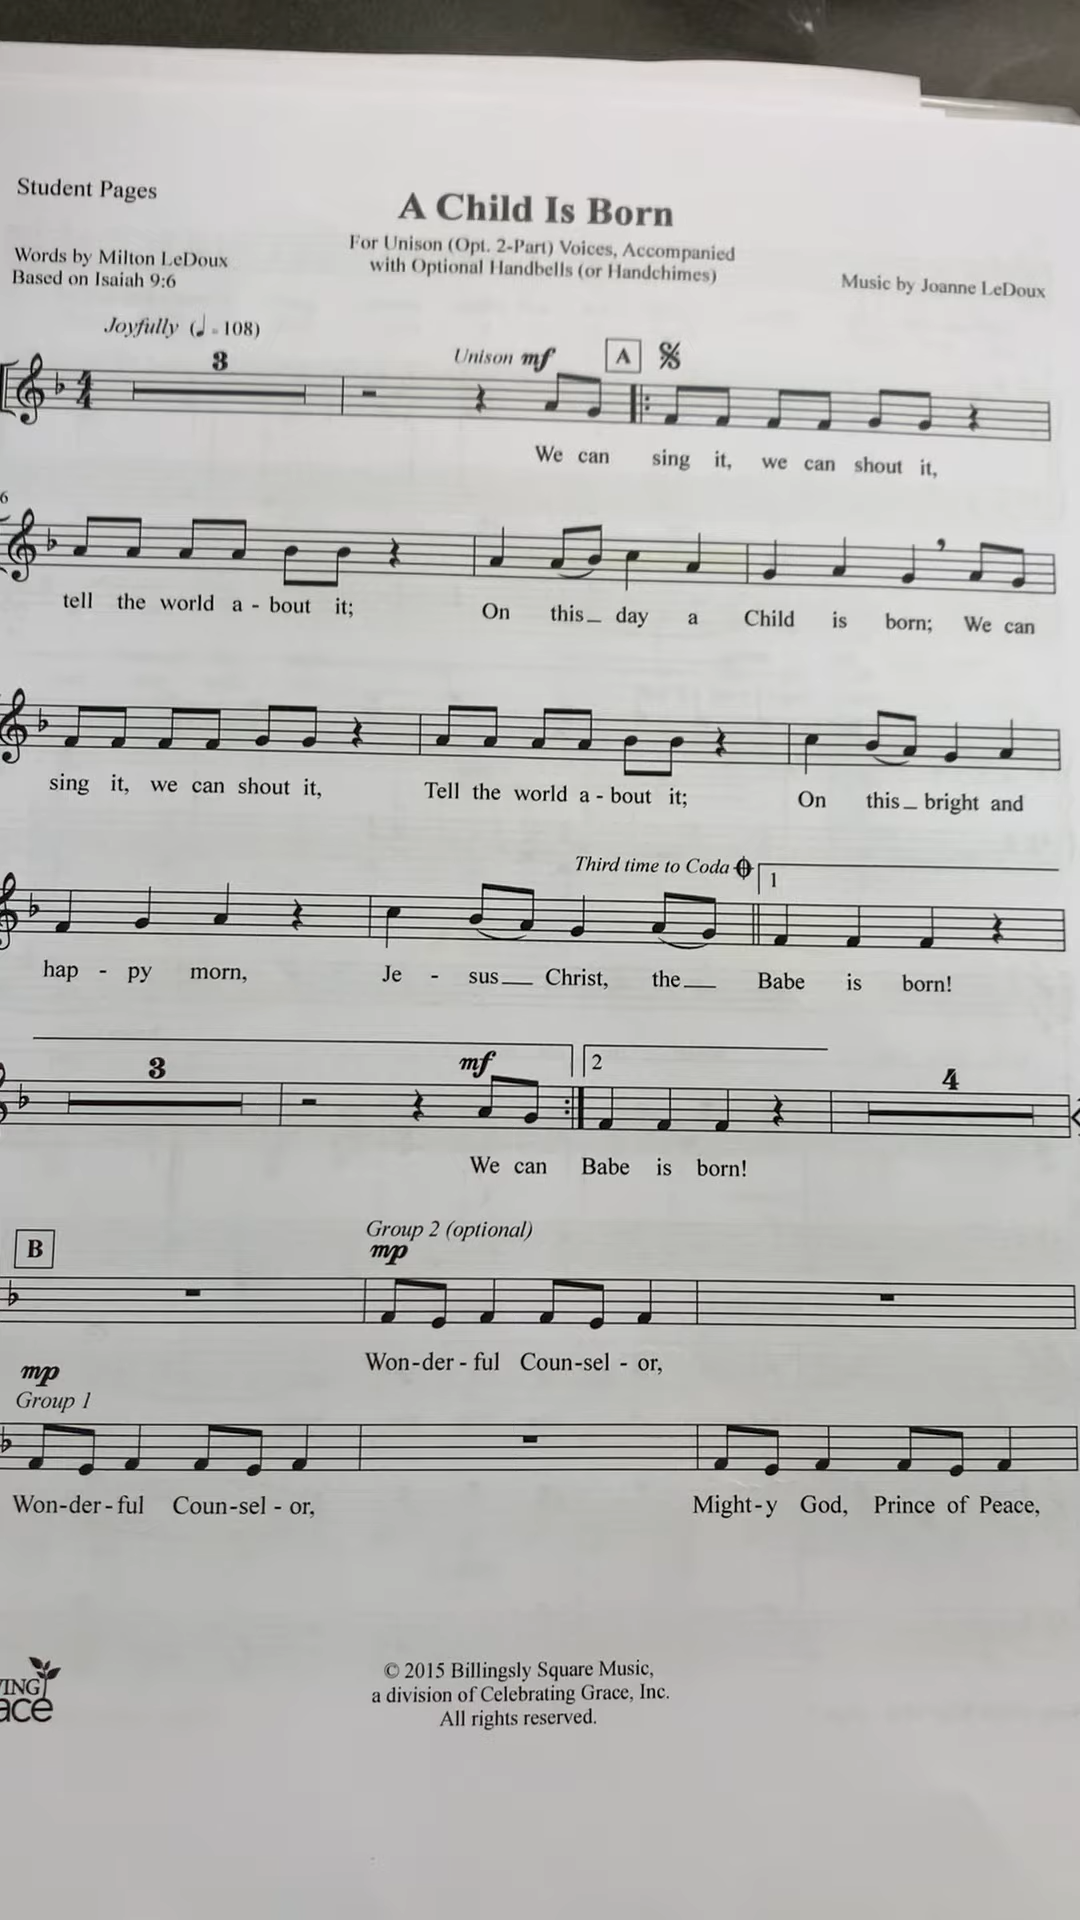 Student Pages
A Child Is Born
For Unison (Opt. 2-Part) Voices, Accompanied
with Optional Handbells (or Handchimes)
Words by Milton LeDoux
Based on Isaiah 9:6
Music by Joanne LeDoux
Joyfully (♩ = 108)
3 Unison mf A
We can sing it, we can shout it,
6
tell the world a - bout it; On this_ day a Child is born; We can
sing it, we can shout it, Tell the world a - bout it; On this_ bright and
Third time to Coda 1
hap - py morn, Je - sus__ Christ, the__ Babe is born!
3 mf 2 4
We can Babe is born!
B
Group 2 (optional)
mp
Won-der - ful Coun-sel - or,
mp
Group 1
Won-der - ful Coun-sel - or, Might-y God, Prince of Peace,
© 2015 Billingsly Square Music,
a division of Celebrating Grace, Inc.
All rights reserved.